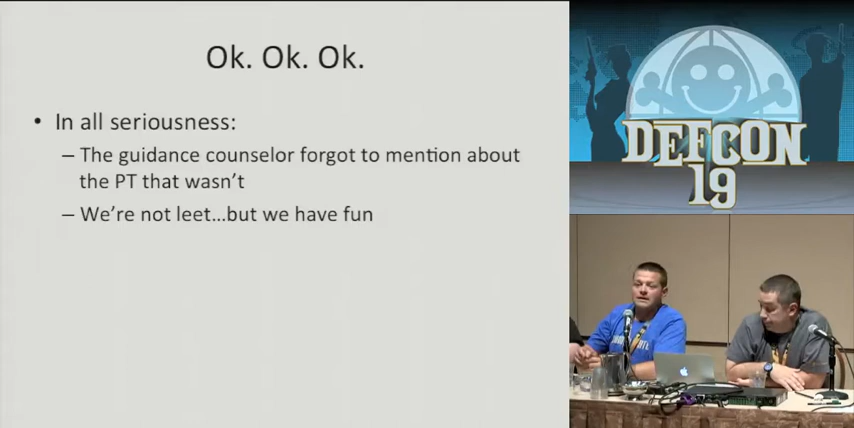 Ok. Ok. Ok.
• In all seriousness:
– The guidance counselor forgot to mention about
the PT that wasn't
– We're not leet...but we have fun
DEFCON
19